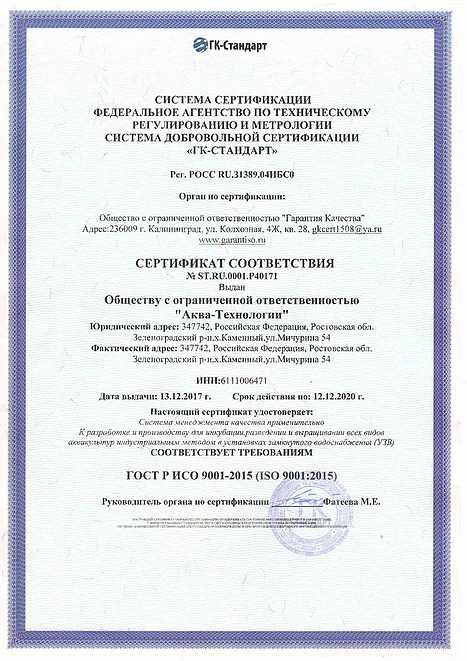 ГК-Стандарт
СИСТЕМА СЕРТИФИКАЦИИ
ФЕДЕРАЛЬНОЕ АГЕНТСТВО ПО ТЕХНИЧЕСКОМУ
РЕГУЛИРОВАНИЮ И МЕТРОЛОГИИ
СИСТЕМА ДОБРОВОЛЬНОЙ СЕРТИФИКАЦИИ
«ГК-СТАНДАРТ»
Рег. РОСС RU.31389.04ИБС0
Орган по сертификации:
Общество с ограниченной ответственностью "Гарантия Качества"
Адрес:236009 г. Калининград, ул. Колхозная, 4Ж, кв. 28, gkcert1508@ya.ru
www.garantiso.ru
СЕРТИФИКАТ СООТВЕТСТВИЯ
№ ST.RU.0001.P40171
Выдан
Обществу с ограниченной ответственностью
"Аква-Технологии"
Юридический адрес: 347742, Российская Федерация, Ростовская обл.
Зеленоградский р-н,х.Каменный,ул.Мичурина 54
Фактический адрес: 347742, Российская Федерация, Ростовская обл.
Зеленоградский р-н,х.Каменный,ул.Мичурина 54
ИНН:6111006471
Дата выдачи: 13.12.2017 г. Срок действия по: 12.12.2020 г.
Настоящий сертификат удостоверяет:
Система менеджмента качества применительно
К разработке и производству для инкубации,разведении и выращивании всех видов
аквакультур индустриальным методом в установках замкнутого водоснабжения (УЗВ)
СООТВЕТСТВУЕТ ТРЕБОВАНИЯМ
ГОСТ Р ИСО 9001-2015 (ISO 9001:2015)
Руководитель органа по сертификации Фатеева М.Е.